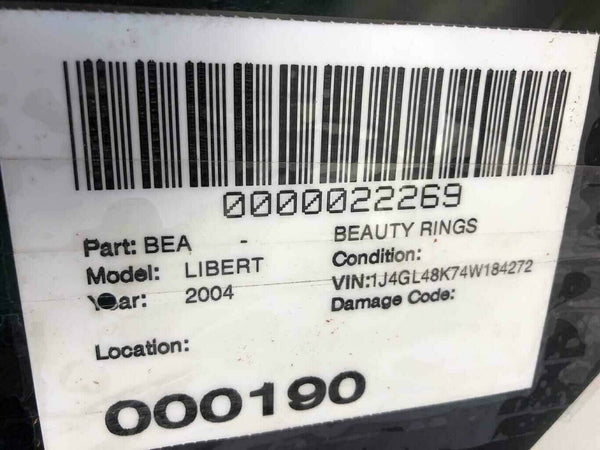 0000022269
Part: BEA - BEAUTY RINGS
Model: LIBERT Condition:
Year: 2004 VIN:1J4GL48K74W184272
Damage Code:
Location:
000190